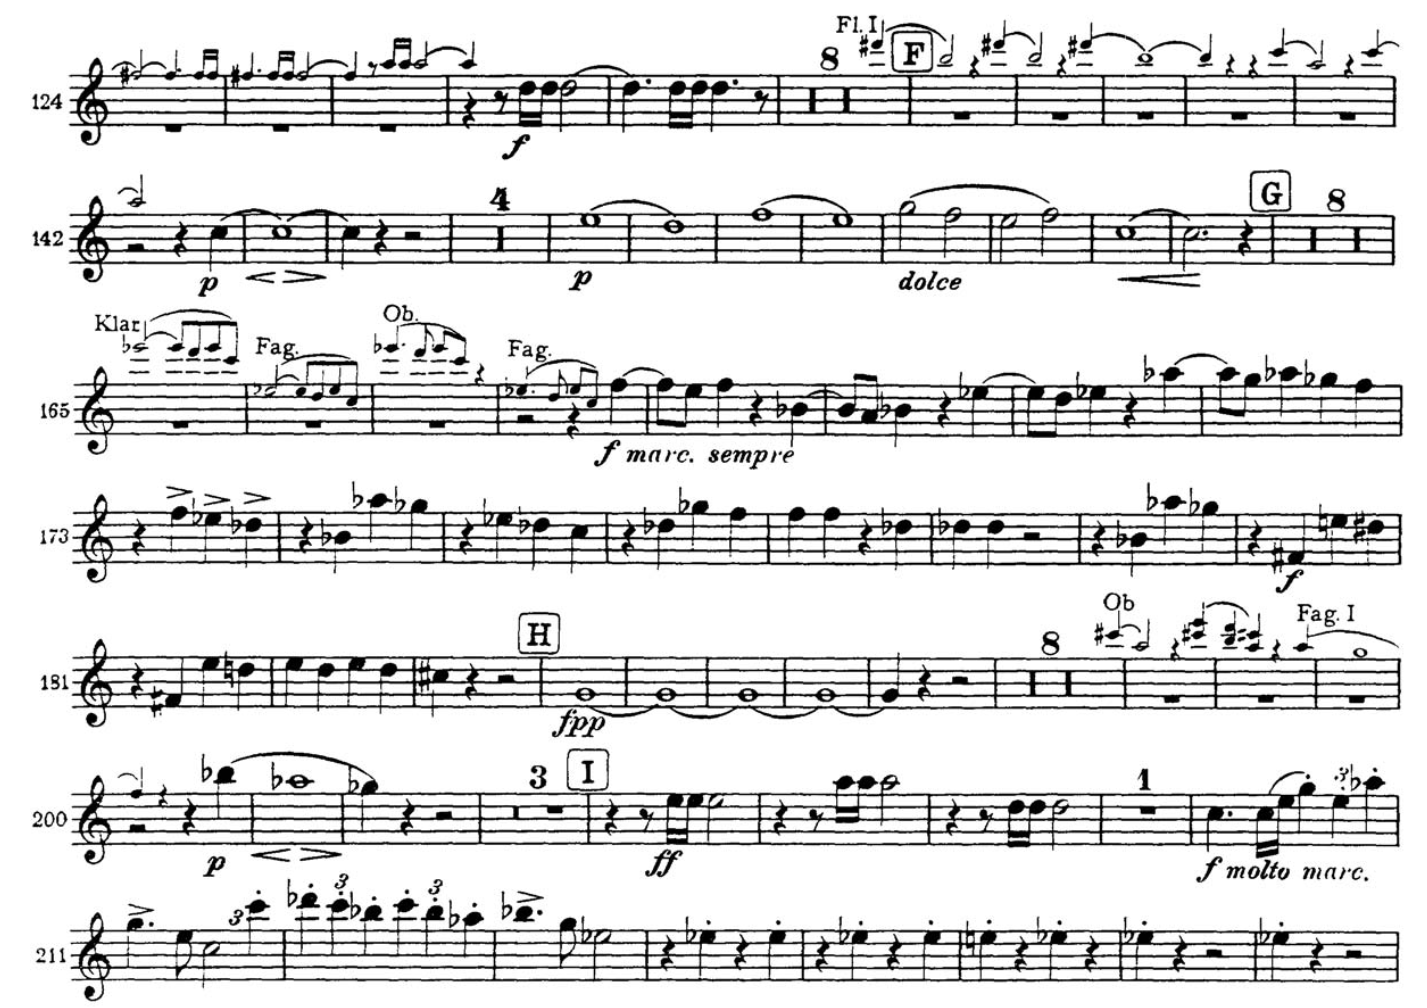 Fl. I
8 F
124
f
4 G 8
142
p p dolce
Klar. Fag. Ob. Fag.
165
f marc. sempre
173
f
Ob Fag. I
H 8
181
fpp
3 I 1 3
200
p ff f molto marc.
3 3 3
211